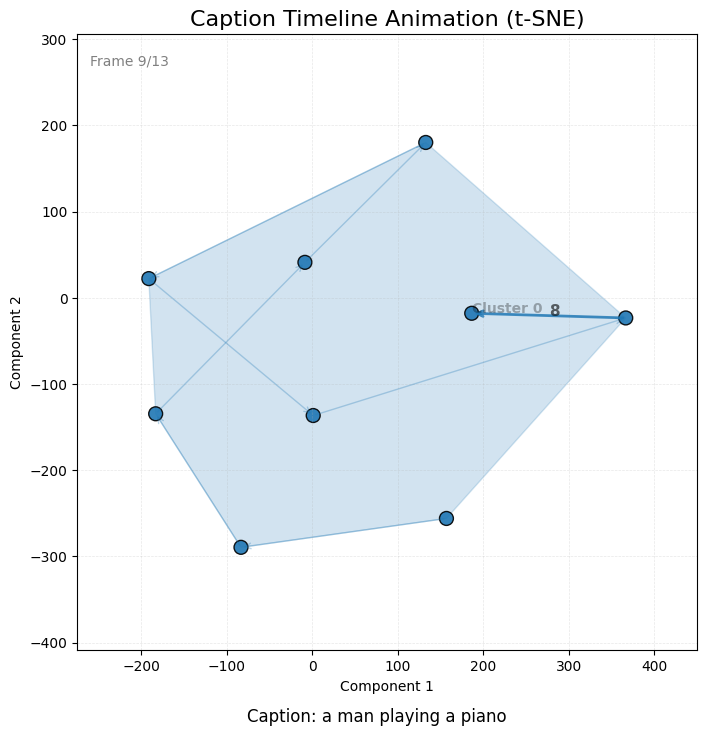 Caption Timeline Animation (t-SNE)
Frame 9/13
300
200
100
0
−100
−200
−300
−400
Component 2
Cluster 0
8
−200 −100 0 100 200 300 400
Component 1
Caption: a man playing a piano